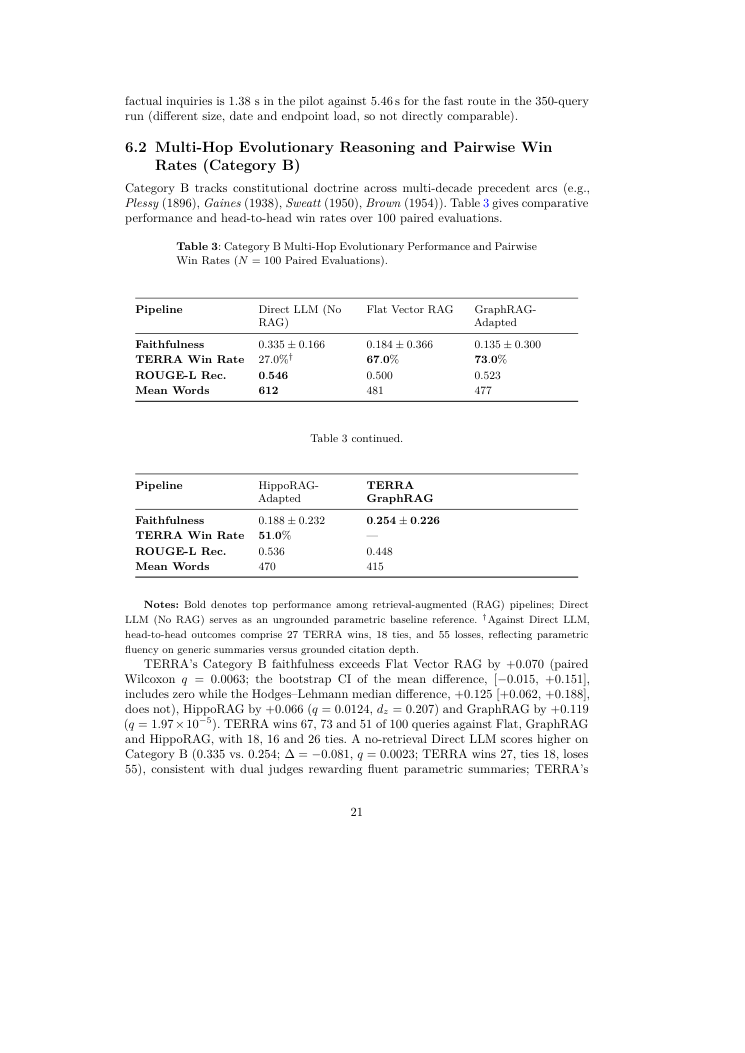 factual inquiries is 1.38 s in the pilot against 5.46 s for the fast route in the 350-query
run (different size, date and endpoint load, so not directly comparable).
6.2 Multi-Hop Evolutionary Reasoning and Pairwise Win
Rates (Category B)
Category B tracks constitutional doctrine across multi-decade precedent arcs (e.g.,
Plessy (1896), Gaines (1938), Sweatt (1950), Brown (1954)). Table 3 gives comparative
performance and head-to-head win rates over 100 paired evaluations.
Table 3: Category B Multi-Hop Evolutionary Performance and Pairwise
Win Rates (N = 100 Paired Evaluations).
Pipeline Direct LLM (No Flat Vector RAG GraphRAG-
RAG) Adapted
Faithfulness 0.335 ± 0.166 0.184 ± 0.366 0.135 ± 0.300
TERRA Win Rate 27.0%† 67.0% 73.0%
ROUGE-L Rec. 0.546 0.500 0.523
Mean Words 612 481 477
Table 3 continued.
Pipeline HippoRAG- TERRA
Adapted GraphRAG
Faithfulness 0.188 ± 0.232 0.254 ± 0.226
TERRA Win Rate 51.0% —
ROUGE-L Rec. 0.536 0.448
Mean Words 470 415
Notes: Bold denotes top performance among retrieval-augmented (RAG) pipelines; Direct
LLM (No RAG) serves as an ungrounded parametric baseline reference. †Against Direct LLM,
head-to-head outcomes comprise 27 TERRA wins, 18 ties, and 55 losses, reflecting parametric
fluency on generic summaries versus grounded citation depth.
TERRA's Category B faithfulness exceeds Flat Vector RAG by +0.070 (paired
Wilcoxon q = 0.0063; the bootstrap CI of the mean difference, [−0.015, +0.151],
includes zero while the Hodges–Lehmann median difference, +0.125 [+0.062, +0.188],
does not), HippoRAG by +0.066 (q = 0.0124, d_z = 0.207) and GraphRAG by +0.119
(q = 1.97 × 10⁻⁵). TERRA wins 67, 73 and 51 of 100 queries against Flat, GraphRAG
and HippoRAG, with 18, 16 and 26 ties. A no-retrieval Direct LLM scores higher on
Category B (0.335 vs. 0.254; Δ = −0.081, q = 0.0023; TERRA wins 27, ties 18, loses
55), consistent with dual judges rewarding fluent parametric summaries; TERRA's
21